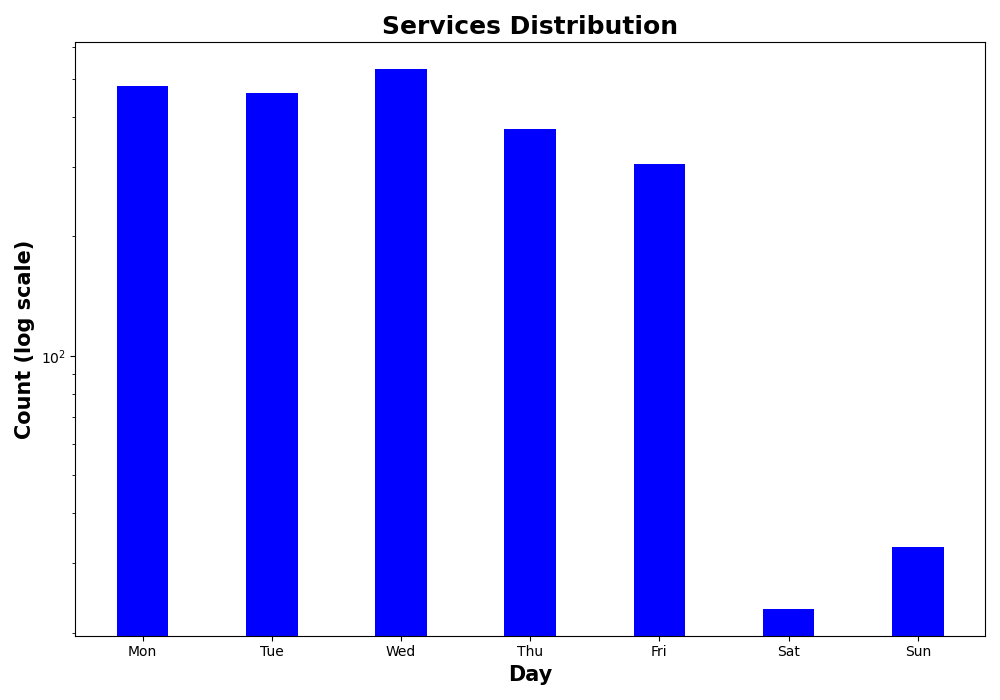 Services Distribution
Count (log scale)
10²
Mon Tue Wed Thu Fri Sat Sun
Day